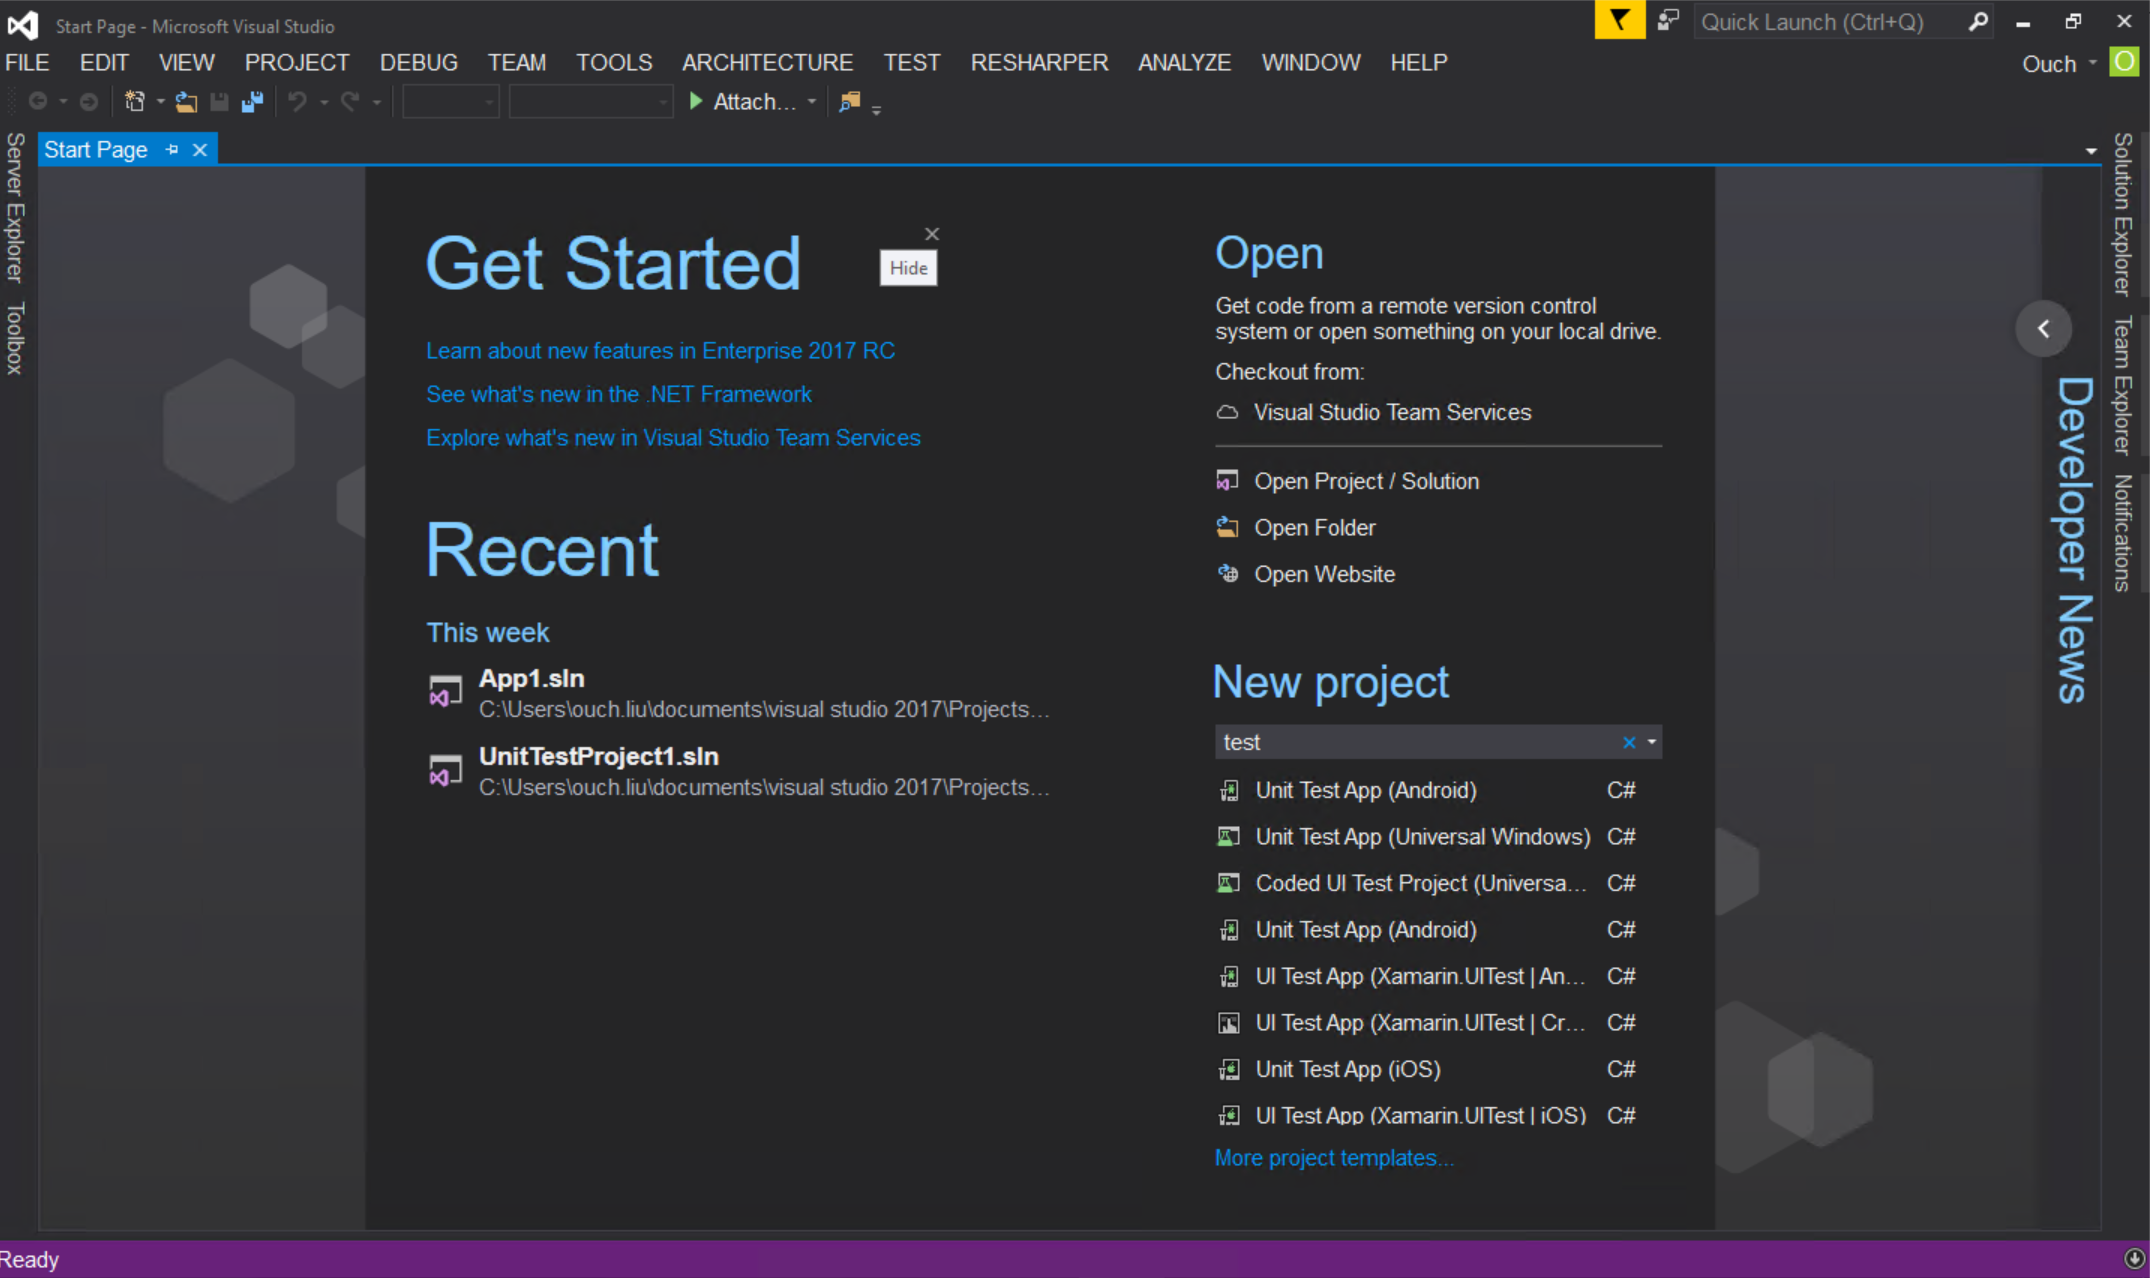 Start Page - Microsoft Visual Studio
Quick Launch (Ctrl+Q)
FILE EDIT VIEW PROJECT DEBUG TEAM TOOLS ARCHITECTURE TEST RESHARPER ANALYZE WINDOW HELP
Ouch
O
Attach...
Server Explorer
Toolbox
Start Page
Get Started
Hide
Learn about new features in Enterprise 2017 RC
See what's new in the .NET Framework
Explore what's new in Visual Studio Team Services
Recent
This week
App1.sln
C:\Users\ouch.liu\documents\visual studio 2017\Projects...
UnitTestProject1.sln
C:\Users\ouch.liu\documents\visual studio 2017\Projects...
Open
Get code from a remote version control
system or open something on your local drive.
Checkout from:
Visual Studio Team Services
Open Project / Solution
Open Folder
Open Website
New project
test
Unit Test App (Android) C#
Unit Test App (Universal Windows) C#
Coded UI Test Project (Universa... C#
Unit Test App (Android) C#
UI Test App (Xamarin.UITest | An... C#
UI Test App (Xamarin.UITest | Cr... C#
Unit Test App (iOS) C#
UI Test App (Xamarin.UITest | iOS) C#
More project templates...
Developer News
Solution Explorer
Team Explorer
Notifications
Ready